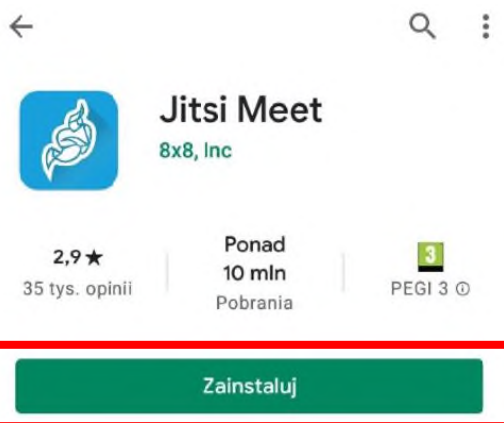 Jitsi Meet
8x8, Inc
2,9 ★
35 tys. opinii
Ponad
10 mln
Pobrania
3
PEGI 3
Zainstaluj